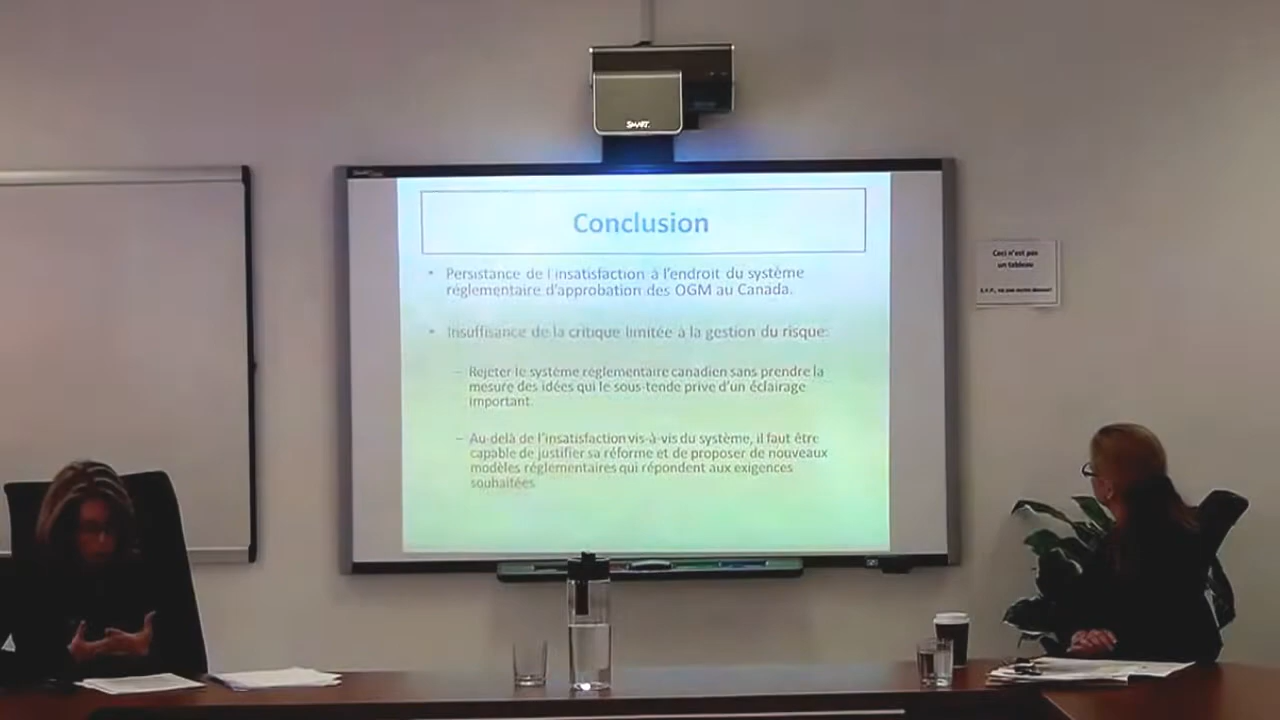 SMART
Conclusion
• Persistance de l'insatisfaction à l'endroit du système
réglementaire d'approbation des OGM au Canada.
• Insuffisance de la critique limitée à la gestion du risque:
– Rejeter le système réglementaire canadien sans prendre la
mesure des idées qui le sous-tende prive d'un éclairage
important.
– Au-delà de l'insatisfaction vis-à-vis du système, il faut être
capable de justifier sa réforme et de proposer de nouveaux
modèles réglementaires qui répondent aux exigences
souhaitées
Ceci n'est pas
un tableau
S.V.P.,